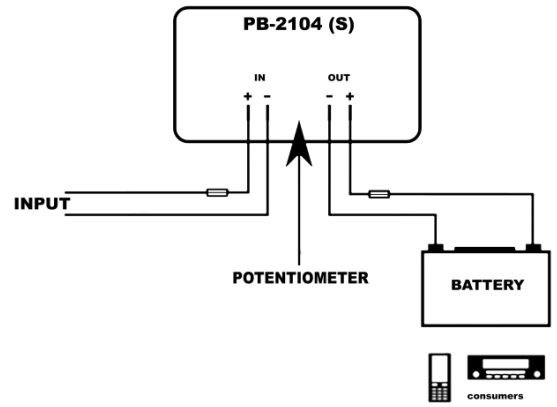 PB-2104 (S)
IN OUT
+ − − +
INPUT
POTENTIOMETER
BATTERY
consumers